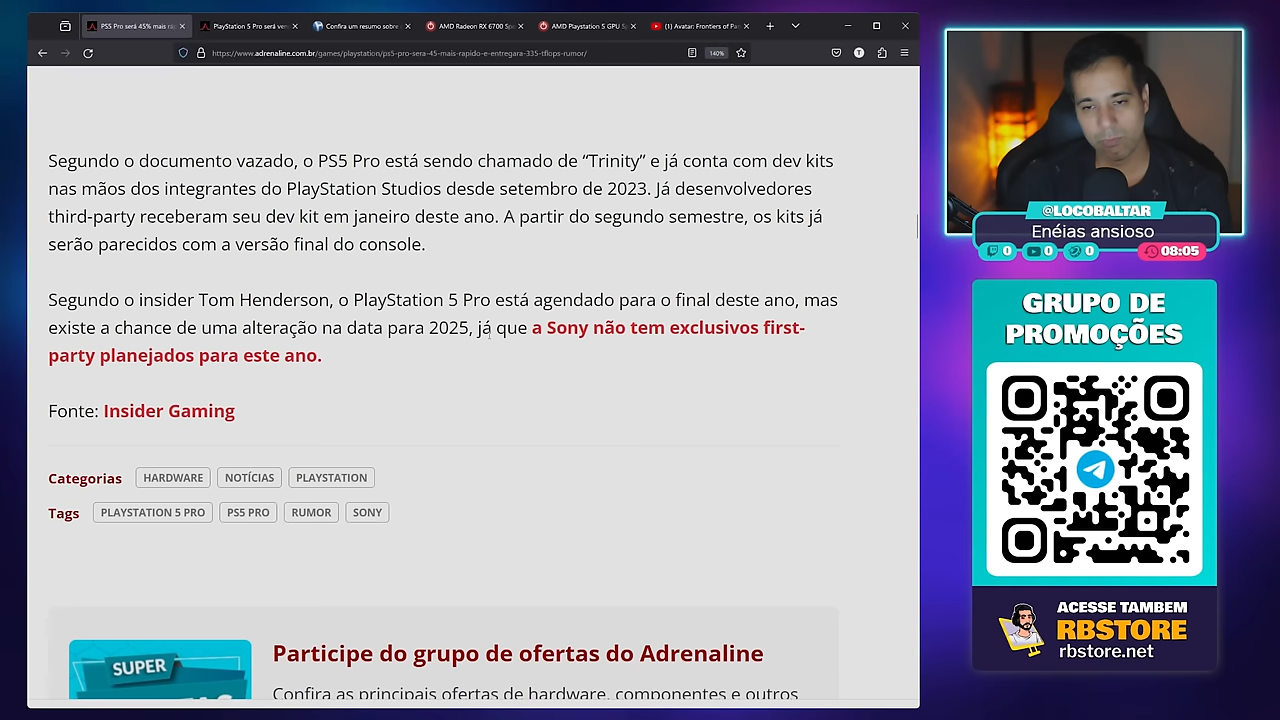 PS5 Pro será 45% mais ráp
PlayStation 5 Pro será ven
Confira um resumo sobre
AMD Radeon RX 6700 Spe
AMD Playstation 5 GPU S
(1) Avatar: Frontiers of Pan
https://www.adrenaline.com.br/games/playstation/ps5-pro-sera-45-mais-rapido-e-entregara-335-tflops-rumor/
140%
T
Segundo o documento vazado, o PS5 Pro está sendo chamado de “Trinity” e já conta com dev kits
nas mãos dos integrantes do PlayStation Studios desde setembro de 2023. Já desenvolvedores
third-party receberam seu dev kit em janeiro deste ano. A partir do segundo semestre, os kits já
serão parecidos com a versão final do console.
Segundo o insider Tom Henderson, o PlayStation 5 Pro está agendado para o final deste ano, mas
existe a chance de uma alteração na data para 2025, já que a Sony não tem exclusivos first-
party planejados para este ano.
Fonte: Insider Gaming
Categorias HARDWARE NOTÍCIAS PLAYSTATION
Tags PLAYSTATION 5 PRO PS5 PRO RUMOR SONY
SUPER
Participe do grupo de ofertas do Adrenaline
Confira as principais ofertas de hardware, componentes e outros
@LOCOBALTAR
Enéias ansioso
0 0 0 08:05
GRUPO DE
PROMOÇÕES
ACESSE TAMBEM
RBSTORE
rbstore.net